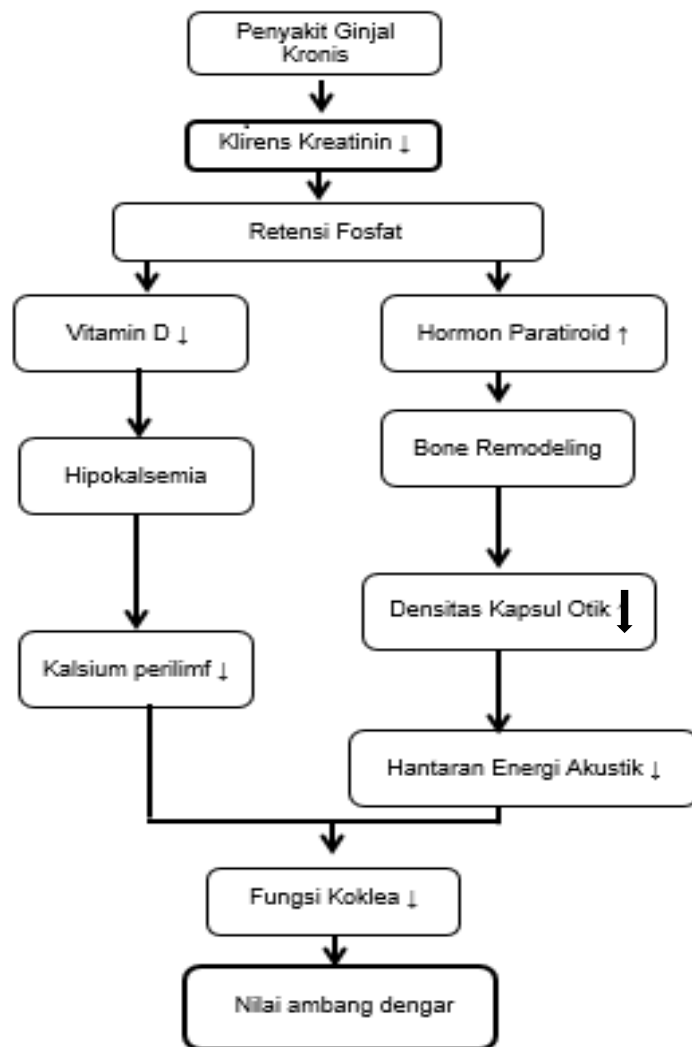 Penyakit Ginjal
Kronis
Klirens Kreatinin ↓
Retensi Fosfat
Vitamin D ↓
Hormon Paratiroid ↑
Bone Remodeling
Hipokalsemia
Densitas Kapsul Otik ↓
Kalsium perilimf ↓
Hantaran Energi Akustik ↓
Fungsi Koklea ↓
Nilai ambang dengar